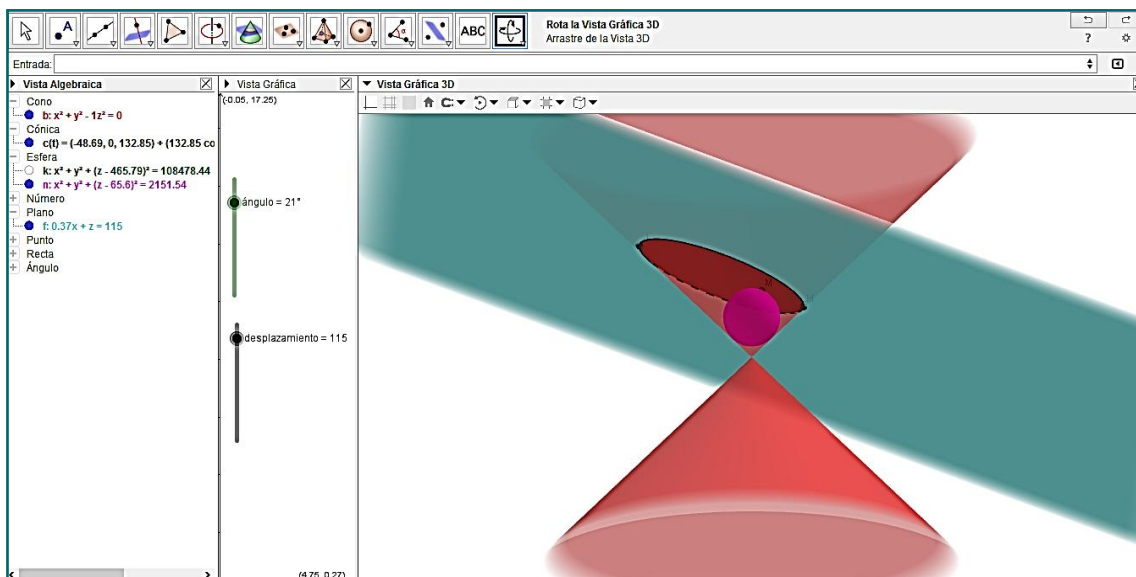 ABC
Rota la Vista Gráfica 3D
Arrastre de la Vista 3D
?
Entrada:
Vista Algebraica
Cono
b: x² + y² - 1z² = 0
Cónica
c(t) = (-48.69, 0, 132.85) + (132.85 co
Esfera
k: x² + y² + (z - 465.79)² = 108478.44
n: x² + y² + (z - 65.6)² = 2151.54
Número
Plano
f: 0.37x + z = 115
Punto
Recta
Ángulo
Vista Gráfica
(-0.05, 17.25)
ángulo = 21°
desplazamiento = 115
(4.75, 0.27)
Vista Gráfica 3D
M